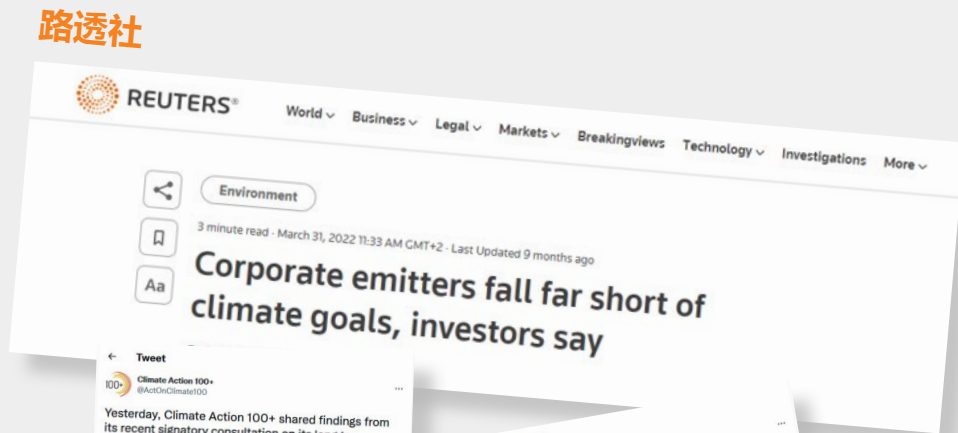 路透社
REUTERS®
World Business Legal Markets Breakingviews Technology Investigations More
Environment
3 minute read · March 31, 2022 11:33 AM GMT+2 · Last Updated 9 months ago
Aa
Corporate emitters fall far short of
climate goals, investors say
← Tweet
100+
Climate Action 100+
@ActOnClimate100
...
Yesterday, Climate Action 100+ shared findings from
its recent signatory consultation on its
...